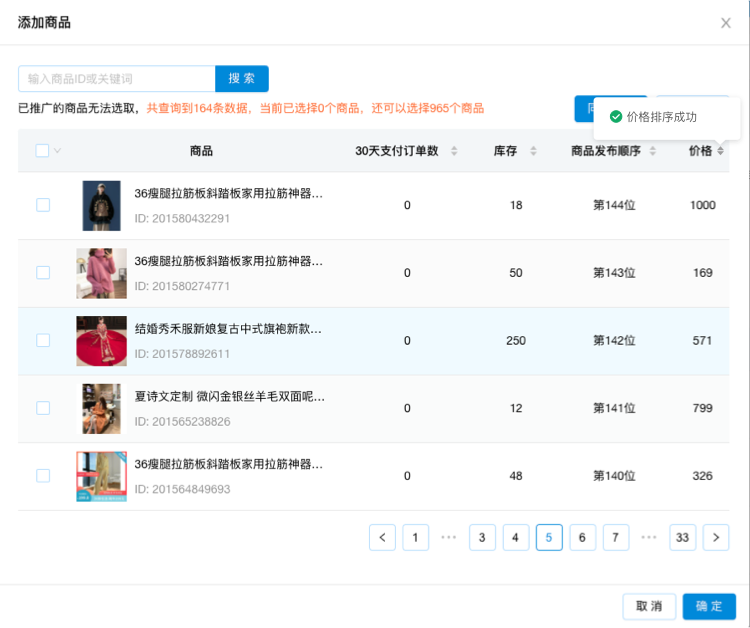 添加商品
输入商品ID或关键词
搜 索
已推广的商品无法选取，共查询到164条数据，当前已选择0个商品，还可以选择965个商品
价格排序成功
商品 30天支付订单数 库存 商品发布顺序 价格
36瘦腿拉筋板斜踏板家用拉筋神器...
ID: 201580432291
0 18 第144位 1000
36瘦腿拉筋板斜踏板家用拉筋神器...
ID: 201580274771
0 50 第143位 169
结婚秀禾服新娘复古中式旗袍新款...
ID: 201578892611
0 250 第142位 571
夏诗文定制 微闪金银丝羊毛双面呢...
ID: 201565238826
0 12 第141位 799
36瘦腿拉筋板斜踏板家用拉筋神器...
ID: 201564849693
0 48 第140位 326
< 1 ••• 3 4 5 6 7 ••• 33 >
取 消
确 定